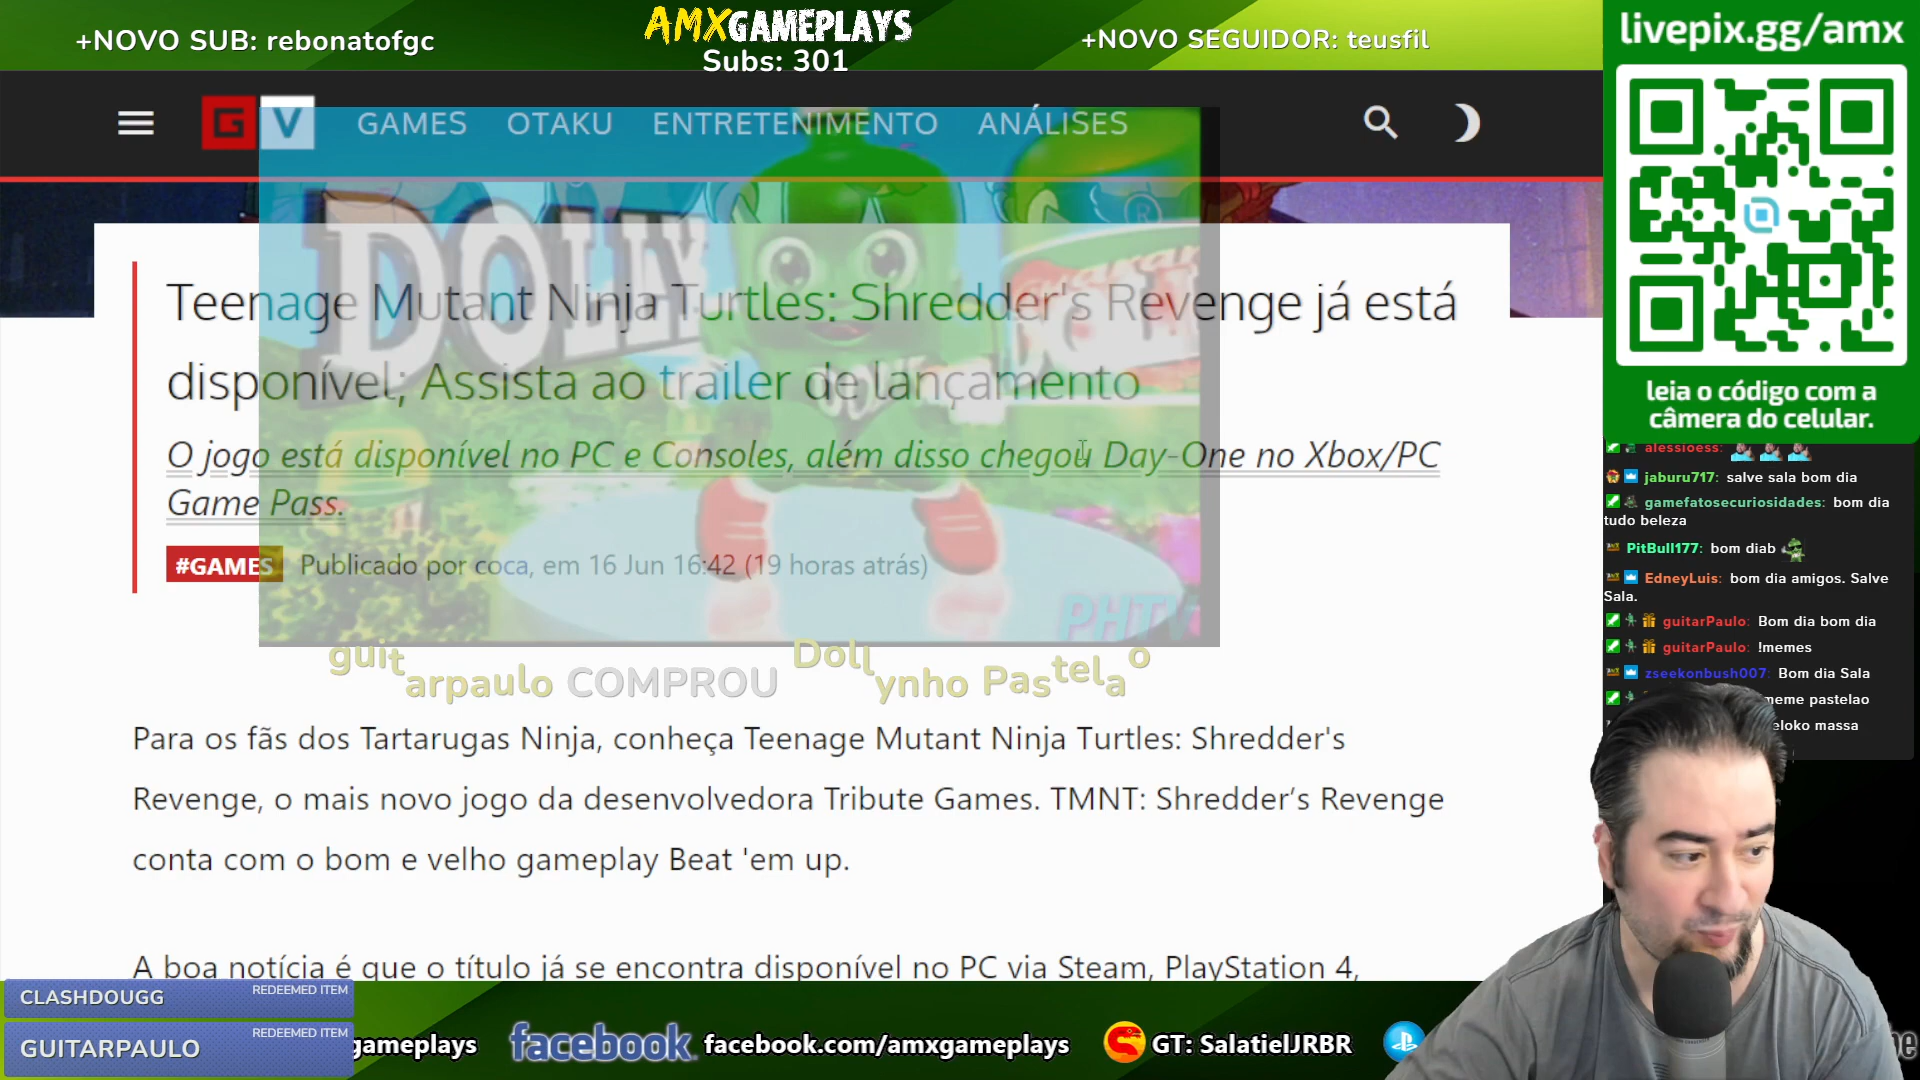 +NOVO SUB: rebonatofgc
AMXGAMEPLAYS
Subs: 301
+NOVO SEGUIDOR: teusfil
livepix.gg/amx
G V
GAMES OTAKU ENTRETENIMENTO ANÁLISES
DOLLY
DOLLY
Teenage Mutant Ninja Turtles: Shredder's Revenge já está
disponível; Assista ao trailer de lançamento
O jogo está disponível no PC e Consoles, além disso chegou Day-One no Xbox/PC
Game Pass.
#GAMES Publicado por coca, em 16 Jun 16:42 (19 horas atrás)
PHTV
guitarpaulo COMPROU Dollynho Pastelao
Para os fãs dos Tartarugas Ninja, conheça Teenage Mutant Ninja Turtles: Shredder's
Revenge, o mais novo jogo da desenvolvedora Tribute Games. TMNT: Shredder’s Revenge
conta com o bom e velho gameplay Beat 'em up.
A boa notícia é que o título já se encontra disponível no PC via Steam, PlayStation 4,
leia o código com a
câmera do celular.
alessioess:
jaburu717: salve sala bom dia
gamefatosecuriosidades: bom dia
tudo beleza
PitBull177: bom diab
EdneyLuis: bom dia amigos. Salve
Sala.
guitarPaulo: Bom dia bom dia
guitarPaulo: !memes
zseekonbush007: Bom dia Sala
meme pastelao
eloko massa
CLASHDOUGG REDEEMED ITEM
GUITARPAULO REDEEMED ITEM
gameplays
facebook facebook.com/amxgameplays
GT: SalatielJRBR